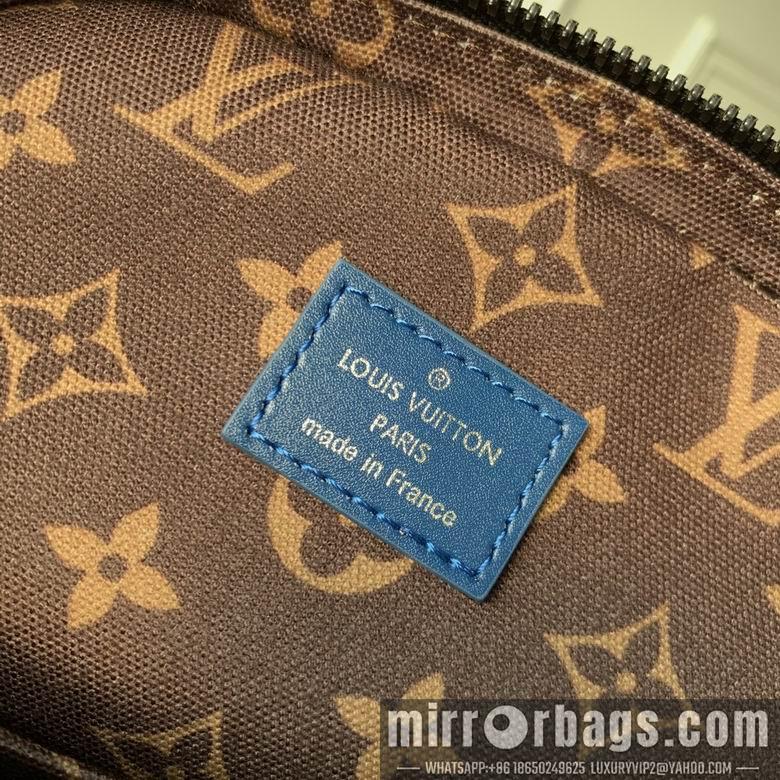 ®
LOUIS VUITTON
PARIS
made in France
mirrorbags.com
WHATSAPP:+86 18650249625 LUXURYVIP2@YAHOO.COM